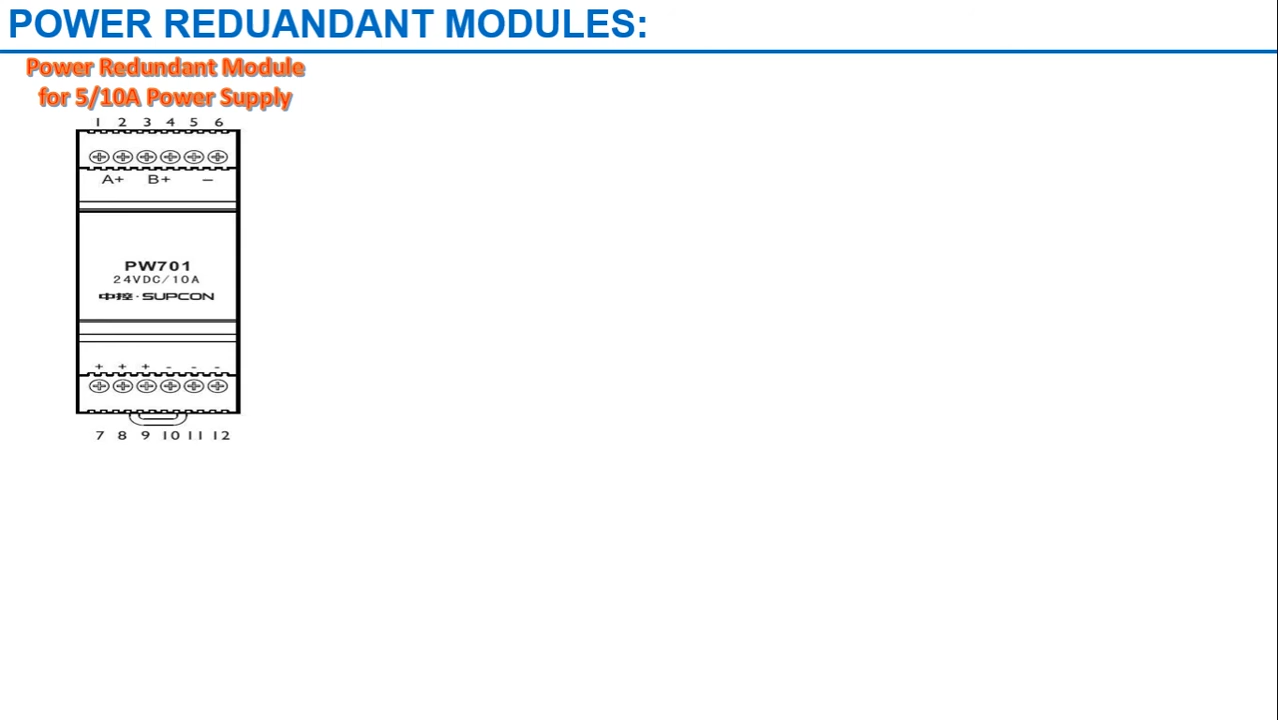 POWER REDUANDANT MODULES:
Power Redundant Module
for 5/10A Power Supply
1 2 3 4 5 6
A+ B+ –
PW701
24VDC/10A
中控·SUPCON
+ + + - - -
7 8 9 10 11 12